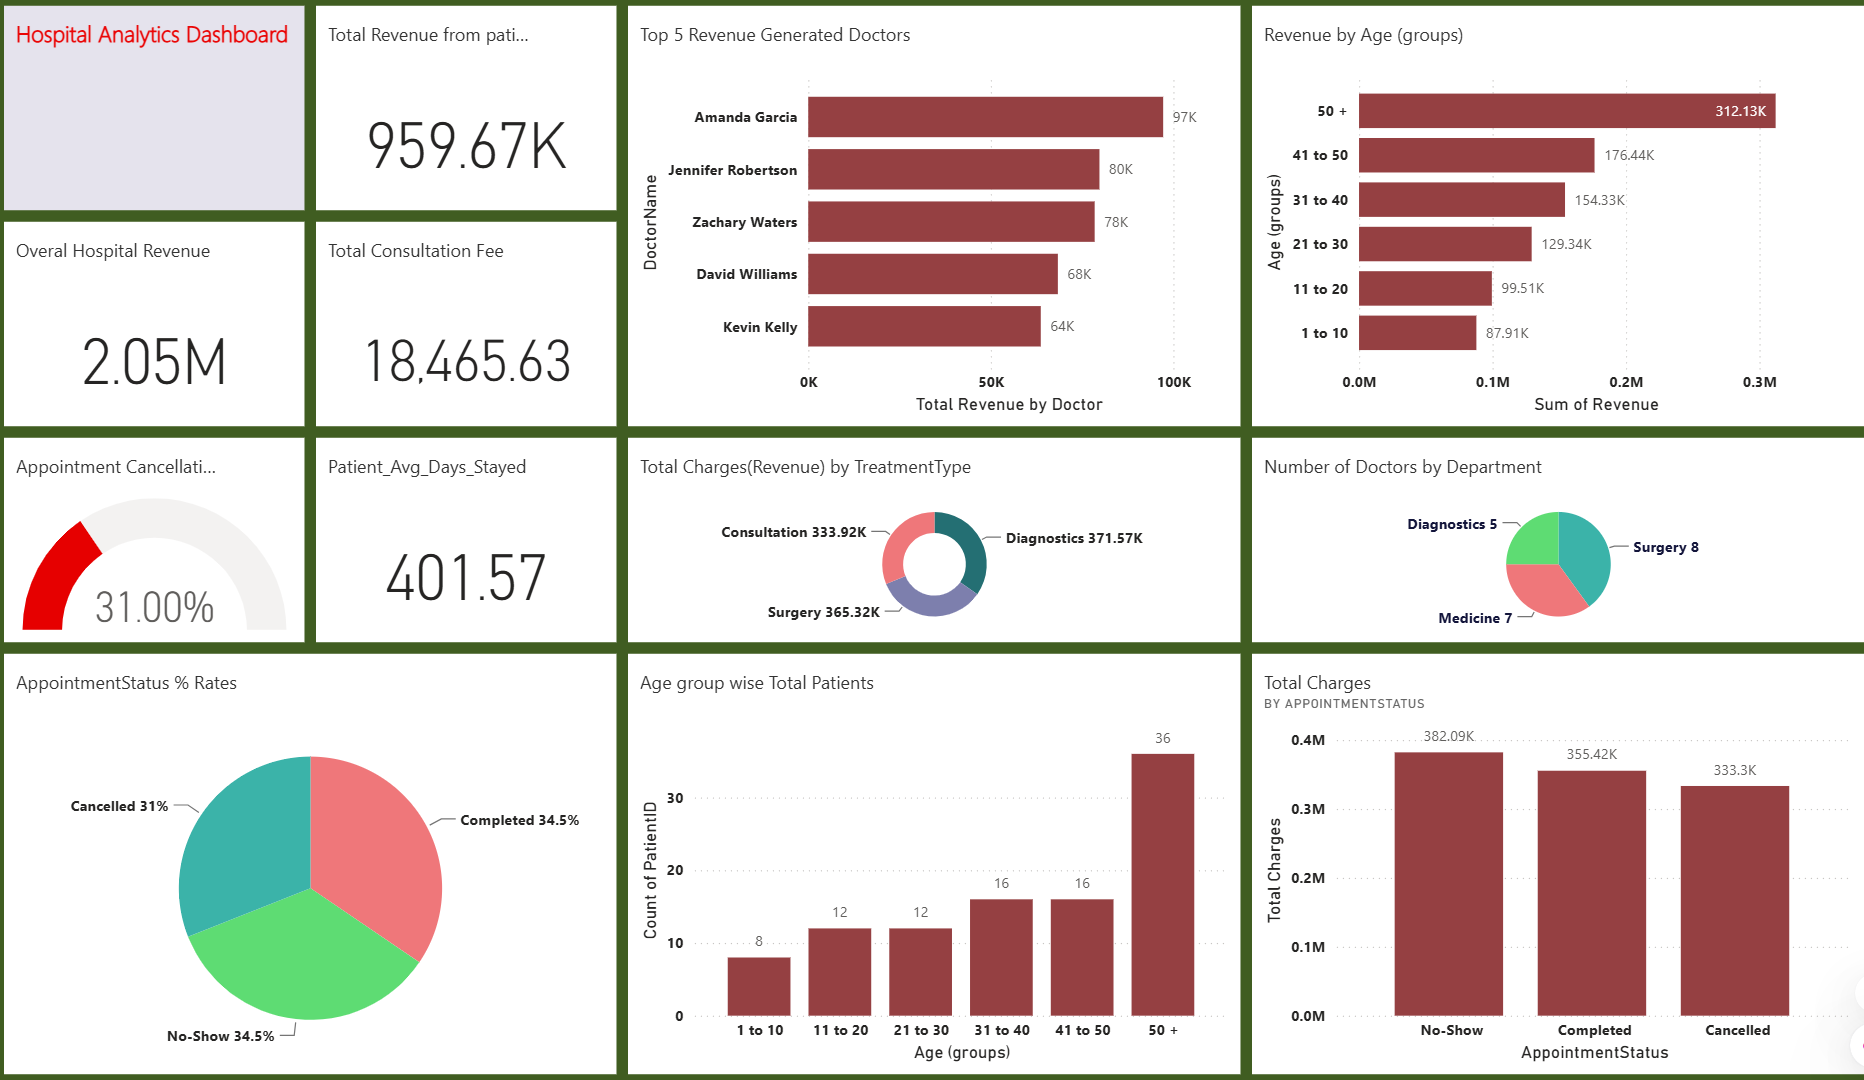 Hospital Analytics Dashboard
Total Revenue from pati...
959.67K
Overal Hospital Revenue
2.05M
Total Consultation Fee
18,465.63
Appointment Cancellati...
31.00%
Patient_Avg_Days_Stayed
401.57
Top 5 Revenue Generated Doctors
DoctorName
Amanda Garcia 97K
Jennifer Robertson 80K
Zachary Waters 78K
David Williams 68K
Kevin Kelly 64K
0K 50K 100K
Total Revenue by Doctor
Revenue by Age (groups)
Age (groups)
50 + 312.13K
41 to 50 176.44K
31 to 40 154.33K
21 to 30 129.34K
11 to 20 99.51K
1 to 10 87.91K
0.0M 0.1M 0.2M 0.3M
Sum of Revenue
Total Charges(Revenue) by TreatmentType
Consultation 333.92K
Diagnostics 371.57K
Surgery 365.32K
Number of Doctors by Department
Diagnostics 5
Surgery 8
Medicine 7
AppointmentStatus % Rates
Cancelled 31%
Completed 34.5%
No-Show 34.5%
Age group wise Total Patients
Count of PatientID
30
20
10
0
8 12 12 16 16 36
1 to 10 11 to 20 21 to 30 31 to 40 41 to 50 50 +
Age (groups)
Total Charges
BY APPOINTMENTSTATUS
Total Charges
0.4M
0.3M
0.2M
0.1M
0.0M
382.09K 355.42K 333.3K
No-Show Completed Cancelled
AppointmentStatus